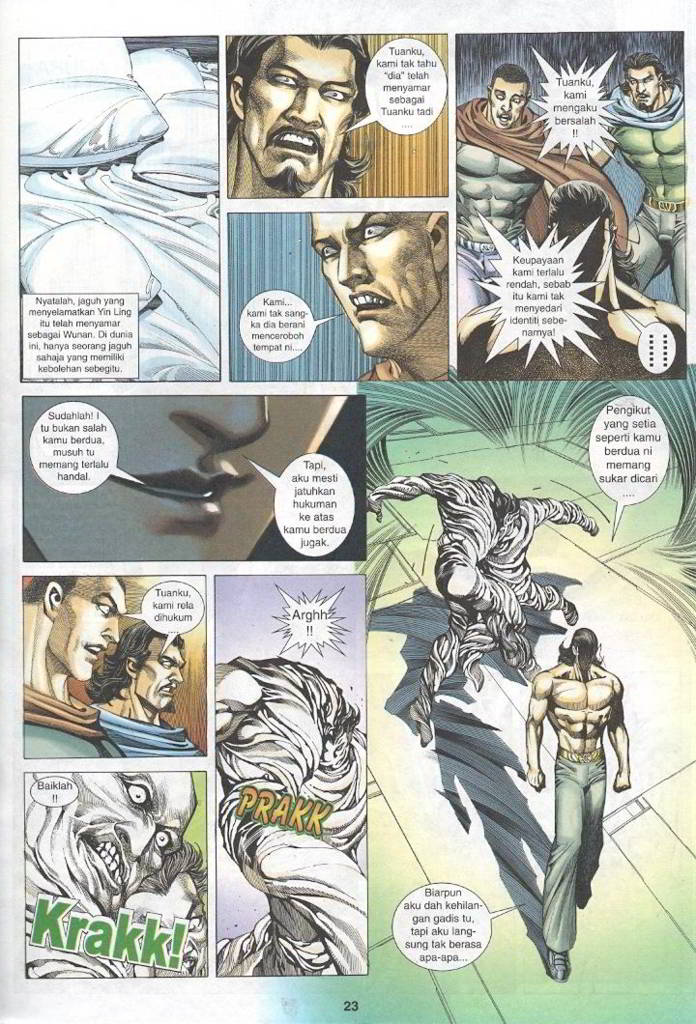 Nyatalah, jaguh yang
menyelamatkan Yin Ling
itu telah menyamar
sebagai Wunan. Di dunia
ini, hanya seorang jaguh
sahaja yang memiliki
kebolehan sebegitu.
Tuanku,
kami tak tahu
"dia" telah
menyamar
sebagai
Tuanku tadi
....
Kami...
kami tak sang-
ka dia berani
menceroboh
tempat ni....
Tuanku,
kami
mengaku
bersalah
!!
Keupayaan
kami terlalu
rendah, sebab
itu kami tak
menyedari
identiti sebe-
narnya!
!!!!
Sudahlah! I
tu bukan salah
kamu berdua,
musuh tu
memang terlalu
handal.
Tapi,
aku mesti
jatuhkan
hukuman
ke atas
kamu berdua
jugak.
Pengikut
yang setia
seperti kamu
berdua ni
memang
sukar dicari
....
Tuanku,
kami rela
dihukum
....
Baiklah
!!
Krakk!
Arghh
!!
PRAKK
Biarpun
aku dah kehilan-
gan gadis tu,
tapi aku lang-
sung tak berasa
apa-apa...
23